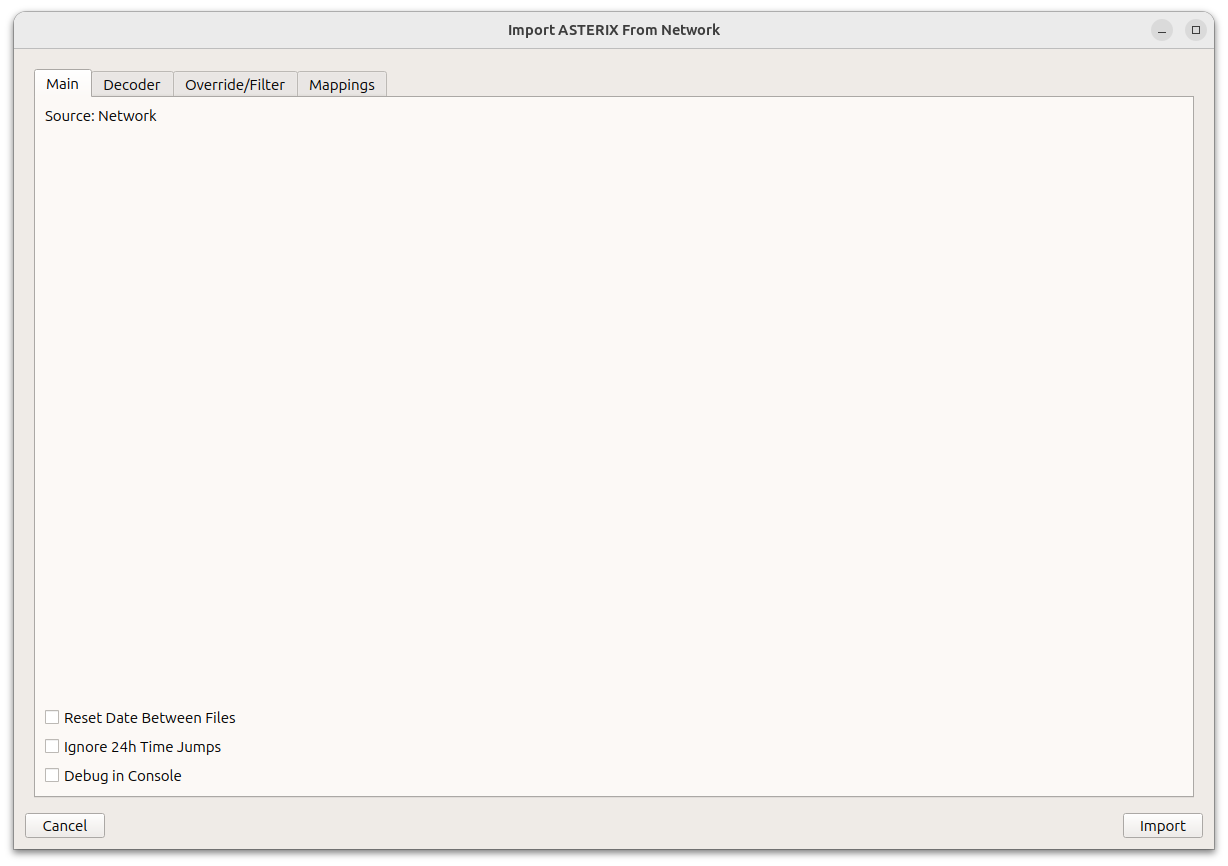 Import ASTERIX From Network
Main Decoder Override/Filter Mappings
Source: Network
Reset Date Between Files
Ignore 24h Time Jumps
Debug in Console
Cancel Import